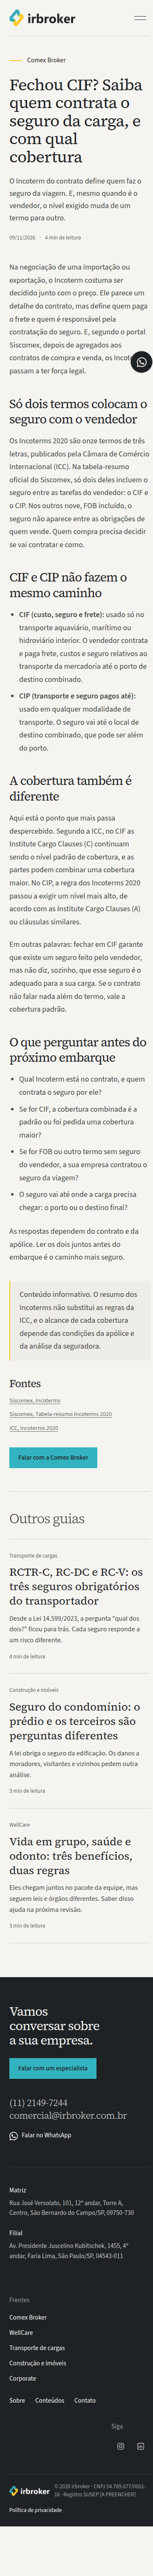 irbroker
Comex Broker
Fechou CIF? Saiba
quem contrata o
seguro da carga, e
com qual
cobertura
O Incoterm do contrato define quem faz o
seguro da viagem. E, mesmo quando é o
vendedor, o nível exigido muda de um
termo para outro.
09/11/2026 · 4 min de leitura
Na negociação de uma importação ou
exportação, o Incoterm costuma ser
decidido junto com o preço. Ele parece um
detalhe do contrato, mas define quem paga
o frete e quem é responsável pela
contratação do seguro. E, segundo o portal
Siscomex, depois de agregados aos
contratos de compra e venda, os Incot
passam a ter força legal.
Só dois termos colocam o
seguro com o vendedor
Os Incoterms 2020 são onze termos de três
letras, publicados pela Câmara de Comércio
Internacional (ICC). Na tabela-resumo
oficial do Siscomex, só dois deles incluem o
seguro entre as tarefas do vendedor: o CIF e
o CIP. Nos outros nove, FOB incluído, o
seguro não aparece entre as obrigações de
quem vende. Quem compra precisa decidir
se vai contratar e como.
CIF e CIP não fazem o
mesmo caminho
CIF (custo, seguro e frete): usado só no
transporte aquaviário, marítimo ou
hidroviário interior. O vendedor contrata
e paga frete, custos e seguro relativos ao
transporte da mercadoria até o porto de
destino combinado.
CIP (transporte e seguro pagos até):
usado em qualquer modalidade de
transporte. O seguro vai até o local de
destino combinado, que pode ser além
do porto.
A cobertura também é
diferente
Aqui está o ponto que mais passa
despercebido. Segundo a ICC, no CIF as
Institute Cargo Clauses (C) continuam
sendo o nível padrão de cobertura, e as
partes podem combinar uma cobertura
maior. No CIP, a regra dos Incoterms 2020
passou a exigir um nível mais alto, de
acordo com as Institute Cargo Clauses (A)
ou cláusulas similares.
Em outras palavras: fechar em CIF garante
que existe um seguro feito pelo vendedor,
mas não diz, sozinho, que esse seguro é o
adequado para a sua carga. Se o contrato
não falar nada além do termo, vale a
cobertura padrão.
O que perguntar antes do
próximo embarque
Qual Incoterm está no contrato, e quem
contrata o seguro por ele?
Se for CIF, a cobertura combinada é a
padrão ou foi pedida uma cobertura
maior?
Se for FOB ou outro termo sem seguro
do vendedor, a sua empresa contratou o
seguro da viagem?
O seguro vai até onde a carga precisa
chegar: o porto ou o destino final?
As respostas dependem do contrato e da
apólice. Ler os dois juntos antes do
embarque é o caminho mais seguro.
Conteúdo informativo. O resumo dos
Incoterms não substitui as regras da
ICC, e o alcance de cada cobertura
depende das condições da apólice e
da análise da seguradora.
Fontes
Siscomex, Incoterms
Siscomex, Tabela-resumo Incoterms 2020
ICC, Incoterms 2020
Falar com a Comex Broker
Outros guias
Transporte de cargas
RCTR-C, RC-DC e RC-V: os
três seguros obrigatórios
do transportador
Desde a Lei 14.599/2023, a pergunta "qual dos
dois?" ficou para trás. Cada seguro responde a
um risco diferente.
4 min de leitura
Construção e imóveis
Seguro do condomínio: o
prédio e os terceiros são
perguntas diferentes
A lei obriga o seguro da edificação. Os danos a
moradores, visitantes e vizinhos pedem outra
análise.
3 min de leitura
WellCare
Vida em grupo, saúde e
odonto: três benefícios,
duas regras
Eles chegam juntos no pacote da equipe, mas
seguem leis e órgãos diferentes. Saber disso
ajuda na próxima revisão.
3 min de leitura
Vamos
conversar sobre
a sua empresa.
Falar com um especialista
(11) 2149-7244
comercial@irbroker.com.br
Falar no WhatsApp
Matriz
Rua José Versolato, 101, 12º andar, Torre A,
Centro, São Bernardo do Campo/SP, 09750-730
Filial
Av. Presidente Juscelino Kubitschek, 1455, 4º
andar, Faria Lima, São Paulo/SP, 04543-011
Frentes
Comex Broker
WellCare
Transporte de cargas
Construção e imóveis
Corporate
Sobre Conteúdos Contato
Siga
irbroker
© 2026 irbroker · CNPJ 54.769.677/0001-
18 · Registro SUSEP [A PREENCHER]
Política de privacidade